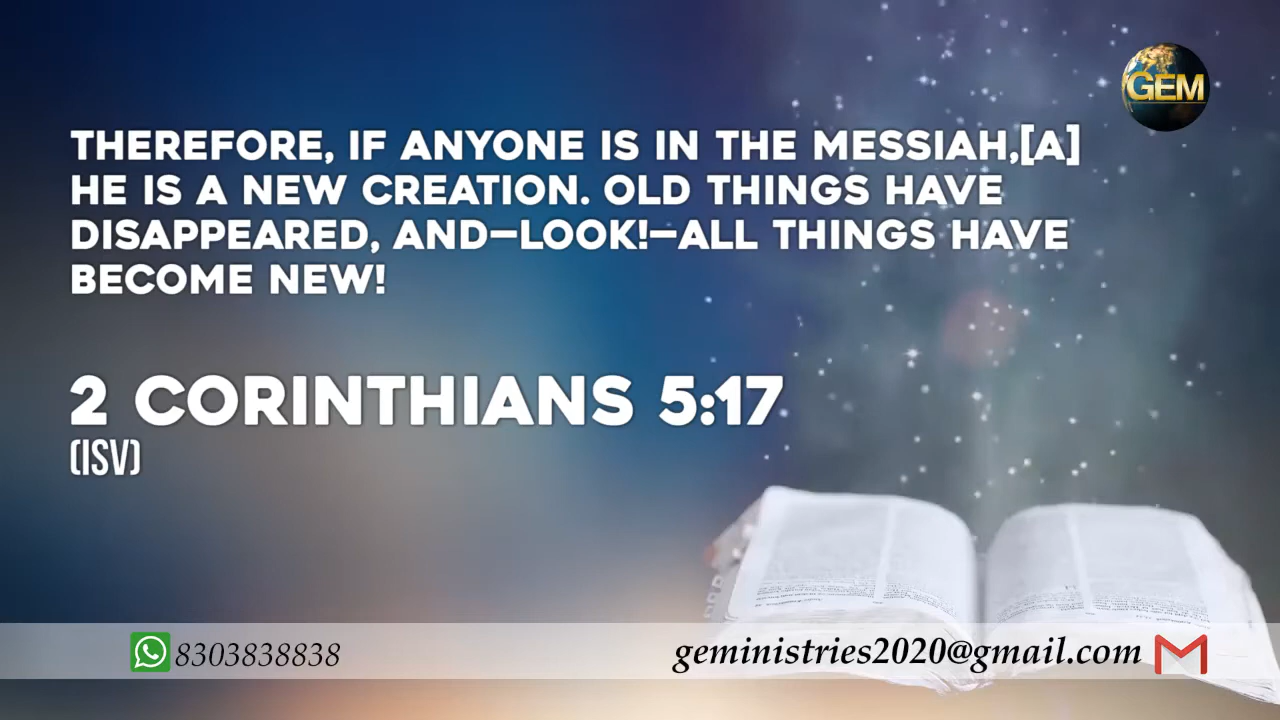 GEM
THEREFORE, IF ANYONE IS IN THE MESSIAH,[A]
HE IS A NEW CREATION. OLD THINGS HAVE
DISAPPEARED, AND–LOOK!–ALL THINGS HAVE
BECOME NEW!
2 CORINTHIANS 5:17
(ISV)
8303838838
geministries2020@gmail.com